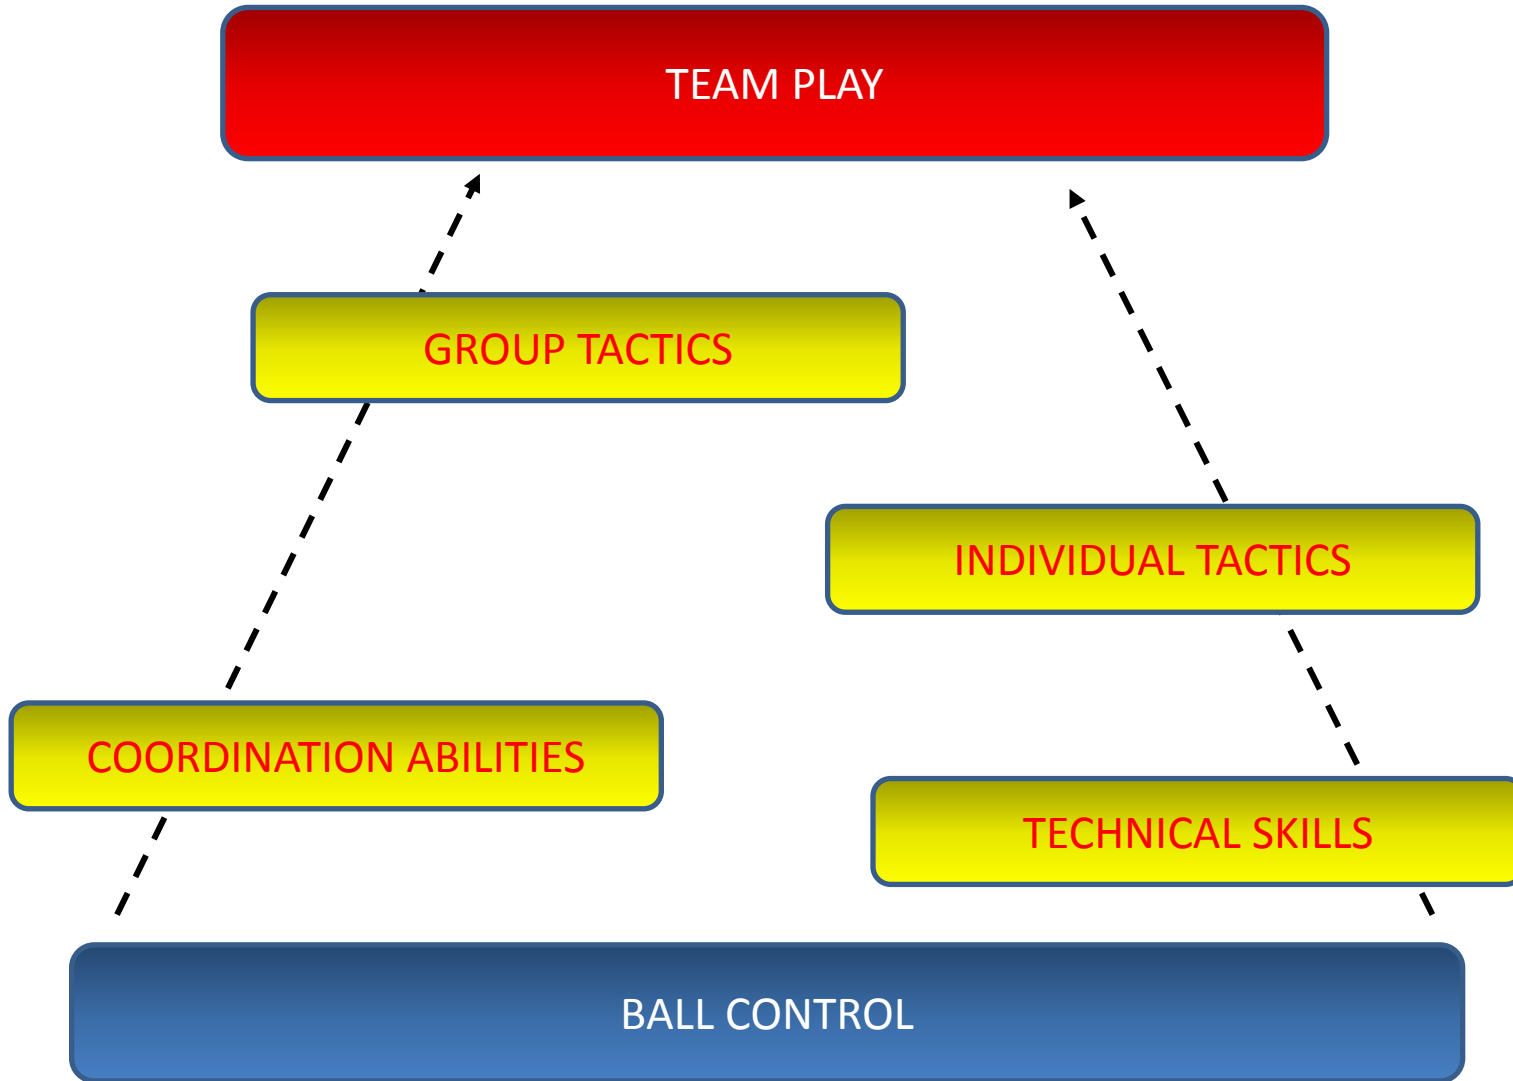 TEAM PLAY
GROUP TACTICS
INDIVIDUAL TACTICS
COORDINATION ABILITIES
TECHNICAL SKILLS
BALL CONTROL